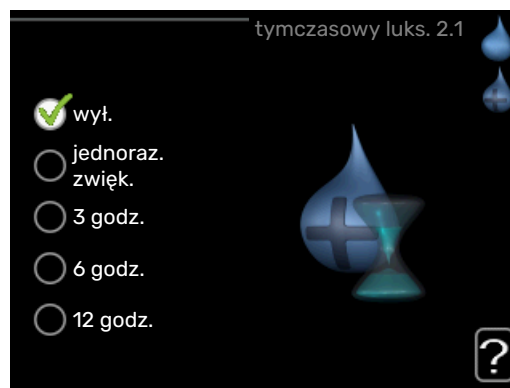 tymczasowy luks. 2.1
wył.
jednoraz.
zwięk.
3 godz.
6 godz.
12 godz.
?